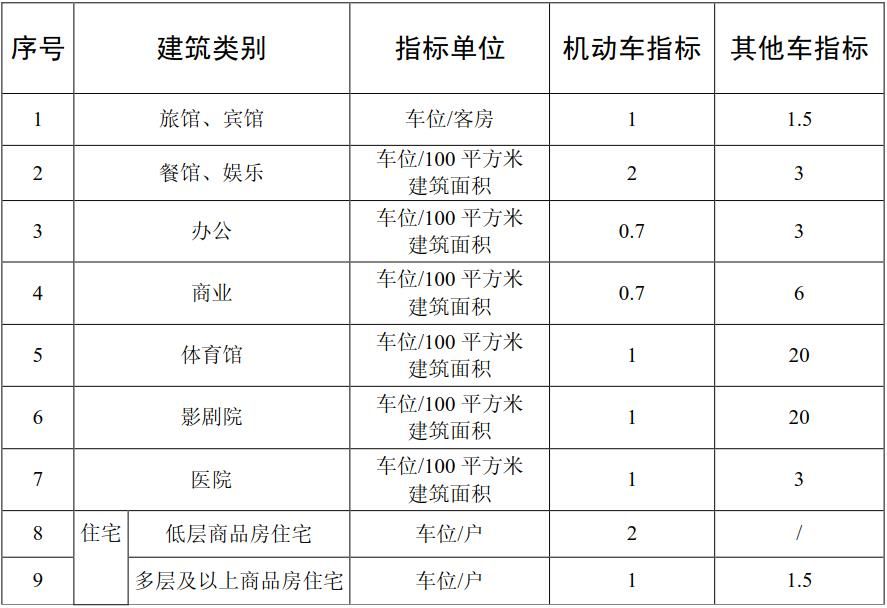 序号 建筑类别 指标单位 机动车指标 其他车指标
1 旅馆、宾馆 车位/客房 1 1.5
2 餐馆、娱乐 车位/100 平方米 2 3
建筑面积
3 办公 车位/100 平方米 0.7 3
建筑面积
4 商业 车位/100 平方米 0.7 6
建筑面积
5 体育馆 车位/100 平方米 1 20
建筑面积
6 影剧院 车位/100 平方米 1 20
建筑面积
7 医院 车位/100 平方米 1 3
建筑面积
8 住宅 低层商品房住宅 车位/户 2 /
9 多层及以上商品房住宅 车位/户 1 1.5